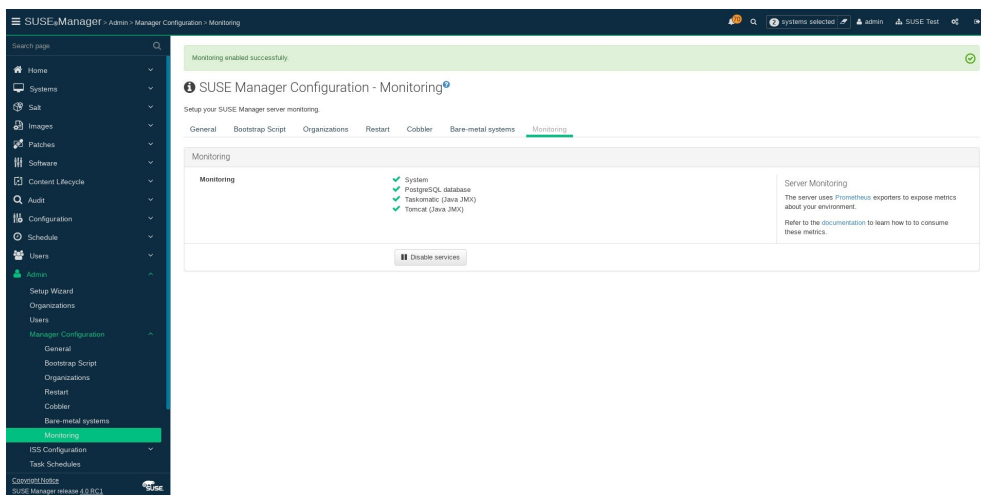 SUSE®Manager > Admin > Manager Configuration > Monitoring
2 systems selected
admin
SUSE Test
Search page
Home
Systems
Salt
Images
Patches
Software
Content Lifecycle
Audit
Configuration
Schedule
Users
Admin
Setup Wizard
Organizations
Users
Manager Configuration
General
Bootstrap Script
Organizations
Restart
Cobbler
Bare-metal systems
Monitoring
ISS Configuration
Task Schedules
Copyright Notice
SUSE Manager release 4.0 RC1
SUSE.
Monitoring enabled successfully.
SUSE Manager Configuration - Monitoring
Setup your SUSE Manager server monitoring.
General Bootstrap Script Organizations Restart Cobbler Bare-metal systems Monitoring
Monitoring
Monitoring
System
PostgreSQL database
Taskomatic (Java JMX)
Tomcat (Java JMX)
Server Monitoring
The server uses Prometheus exporters to expose metrics
about your environment.
Refer to the documentation to learn how to to consume
these metrics.
Disable services